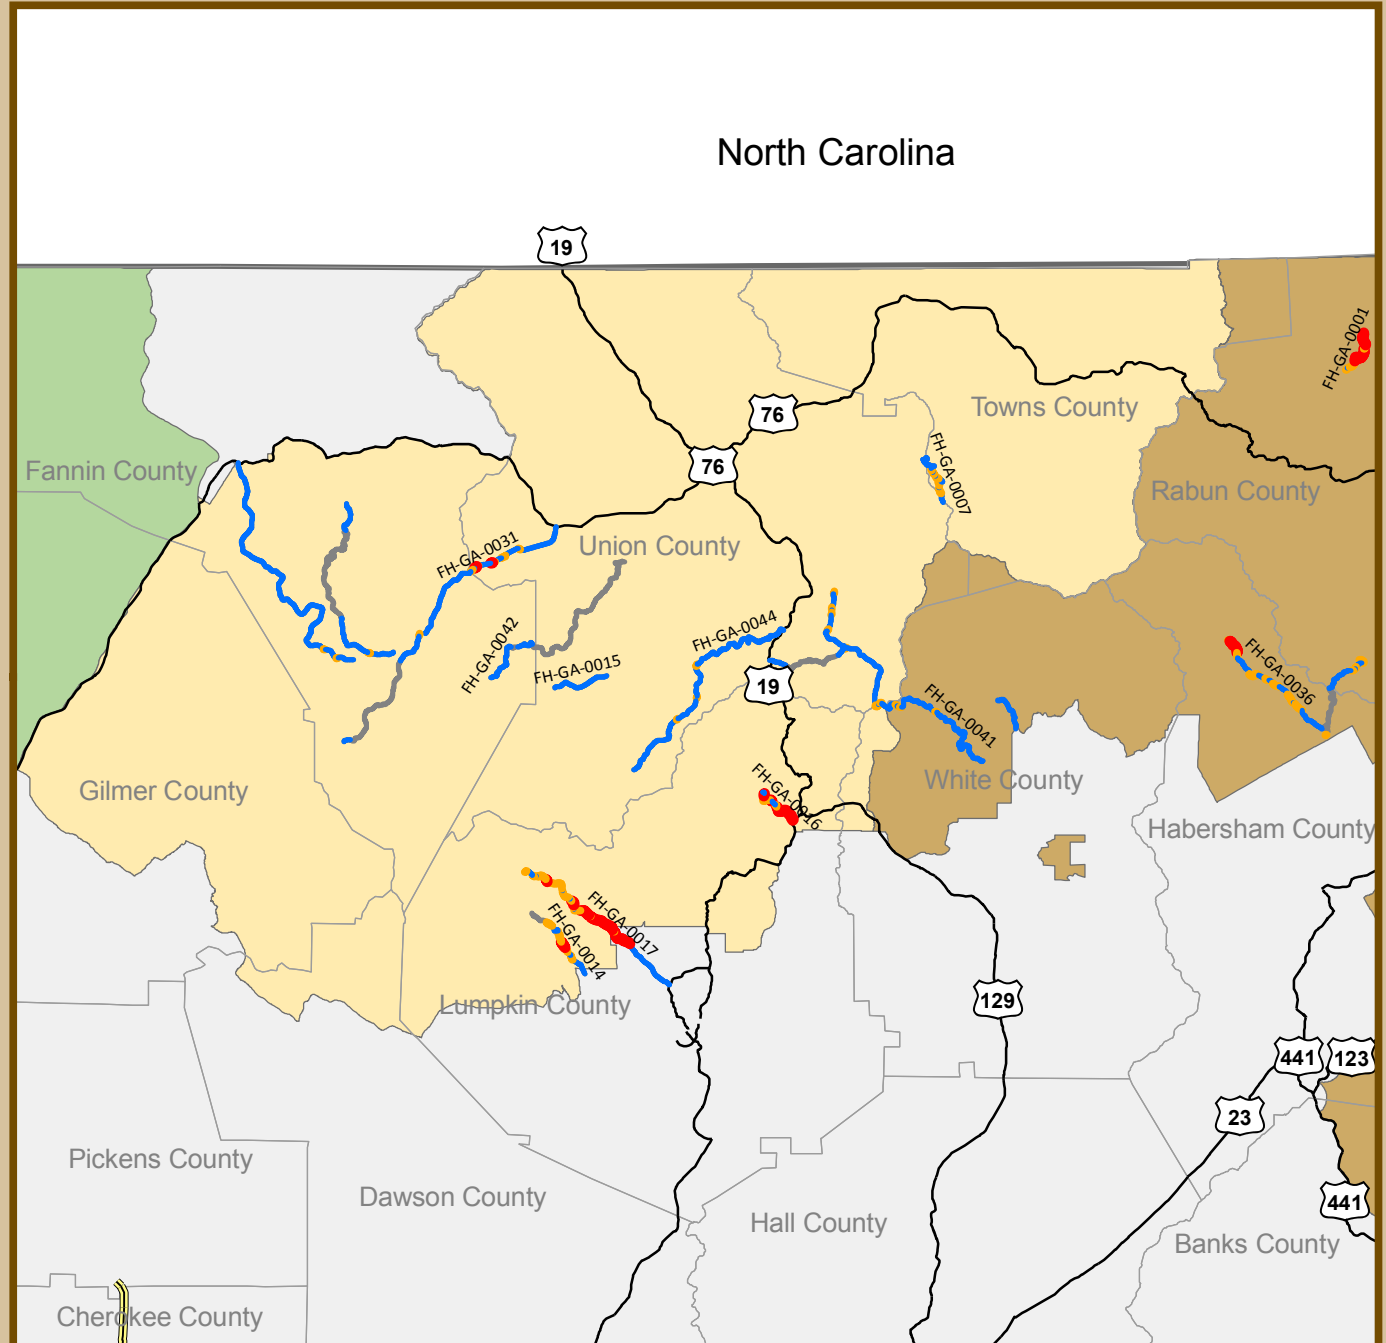 North Carolina
19
FH-GA-0001
76
Towns County
76
Fannin County
FH-GA-0007
Rabun County
FH-GA-0031
Union County
FH-GA-0044
FH-GA-0042
FH-GA-0015
19
FH-GA-0036
FH-GA-0041
Gilmer County
White County
FH-GA-0016
Habersham County
FH-GA-0017
FH-GA-0014
Lumpkin County
129
441
123
23
Pickens County
Dawson County
441
Hall County
Banks County
Cherokee County